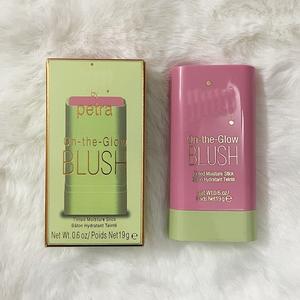 by
petra
On-the-Glow
BLUSH
Tinted Moisture Stick
Bâton Hydratant Teinté
Net Wt. 0.6 oz/ Poids Net 19 g
On-the-Glow
BLUSH
Tinted Moisture Stick
Bâton Hydratant Teinté
Net Wt. 0.6 oz/
Poids Net 19 g